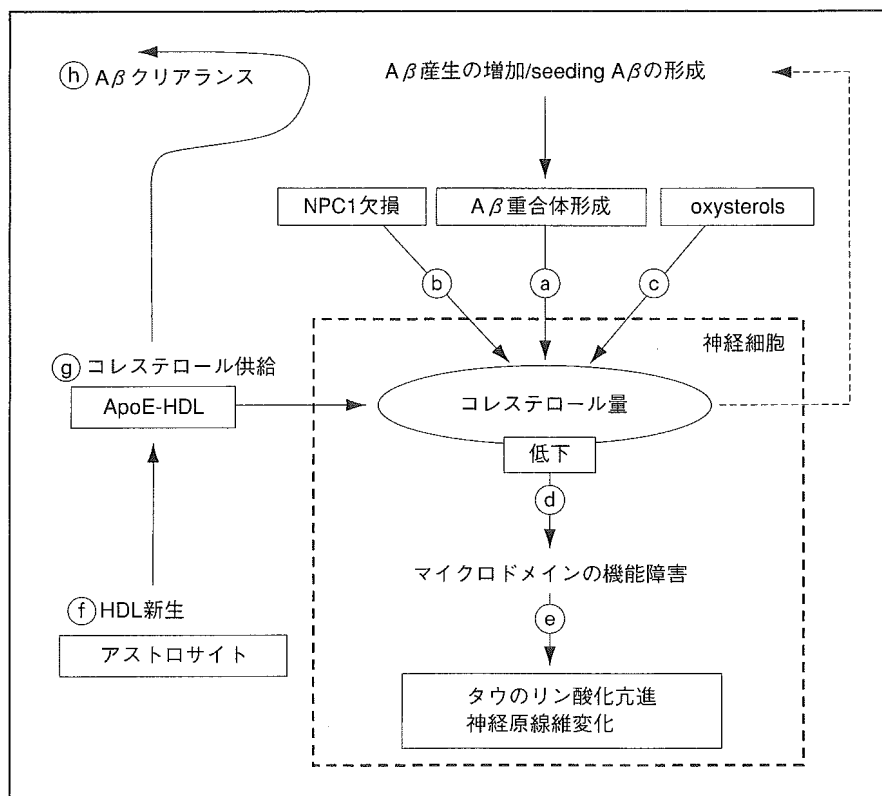 ⓗ Aβクリアランス
Aβ産生の増加/seeding Aβの形成
NPC1欠損
Aβ重合体形成
oxysterols
ⓑ
ⓐ
ⓒ
神経細胞
ⓖ コレステロール供給
ApoE-HDL
コレステロール量
低下
ⓓ
マイクロドメインの機能障害
ⓕ HDL新生
アストロサイト
ⓔ
タウのリン酸化亢進
神経原線維変化